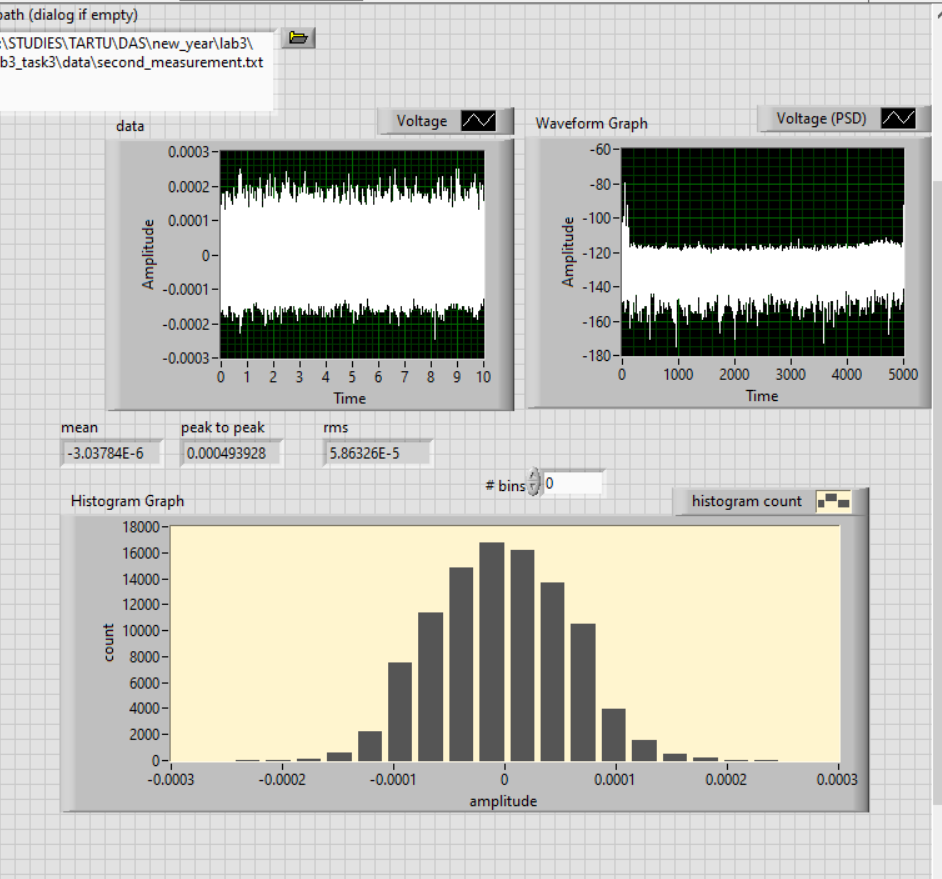 path (dialog if empty)
:\STUDIES\TARTU\DAS\new_year\lab3\
b3_task3\data\second_measurement.txt
data
Voltage
Waveform Graph
Voltage (PSD)
0.0003
0.0002
0.0001
0
-0.0001
-0.0002
-0.0003
Amplitude
0 1 2 3 4 5 6 7 8 9 10
Time
-60
-80
-100
-120
-140
-160
-180
Amplitude
0 1000 2000 3000 4000 5000
Time
mean
peak to peak
rms
-3.03784E-6
0.000493928
5.86326E-5
# bins
0
Histogram Graph
histogram count
18000
16000
14000
12000
10000
8000
6000
4000
2000
0
count
-0.0003 -0.0002 -0.0001 0 0.0001 0.0002 0.0003
amplitude